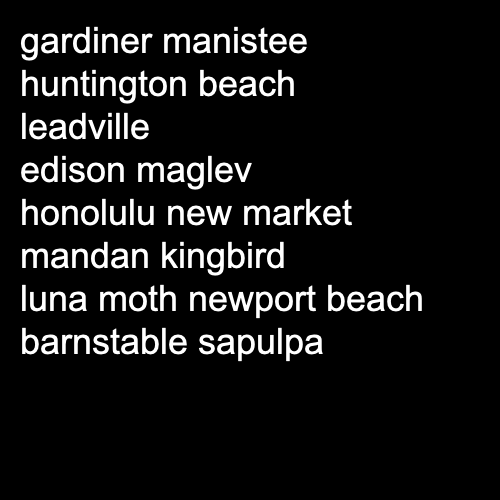 gardiner manistee
huntington beach
leadville
edison maglev
honolulu new market
mandan kingbird
luna moth newport beach
barnstable sapulpa